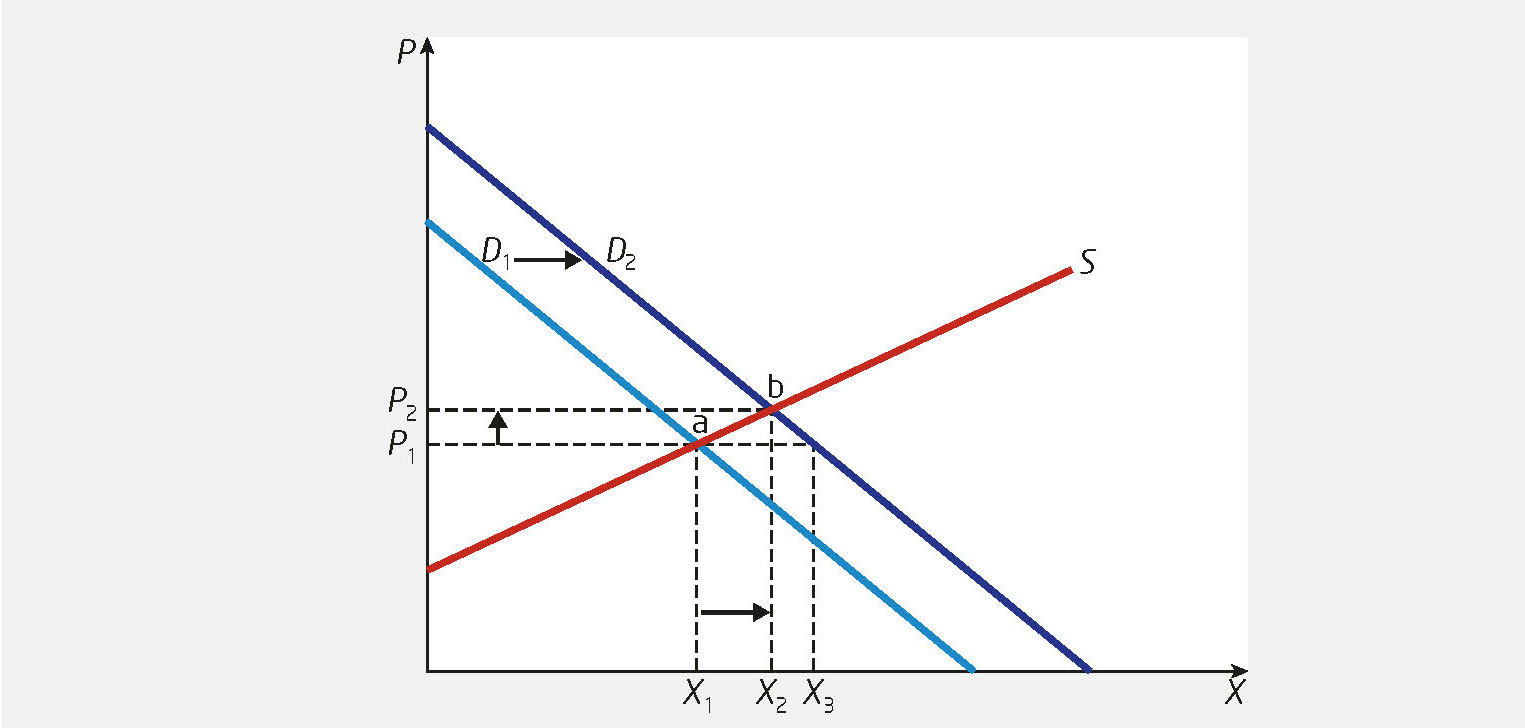 P
D₁ D₂
S
b
P₂
a
P₁
X₁ X₂ X₃ X